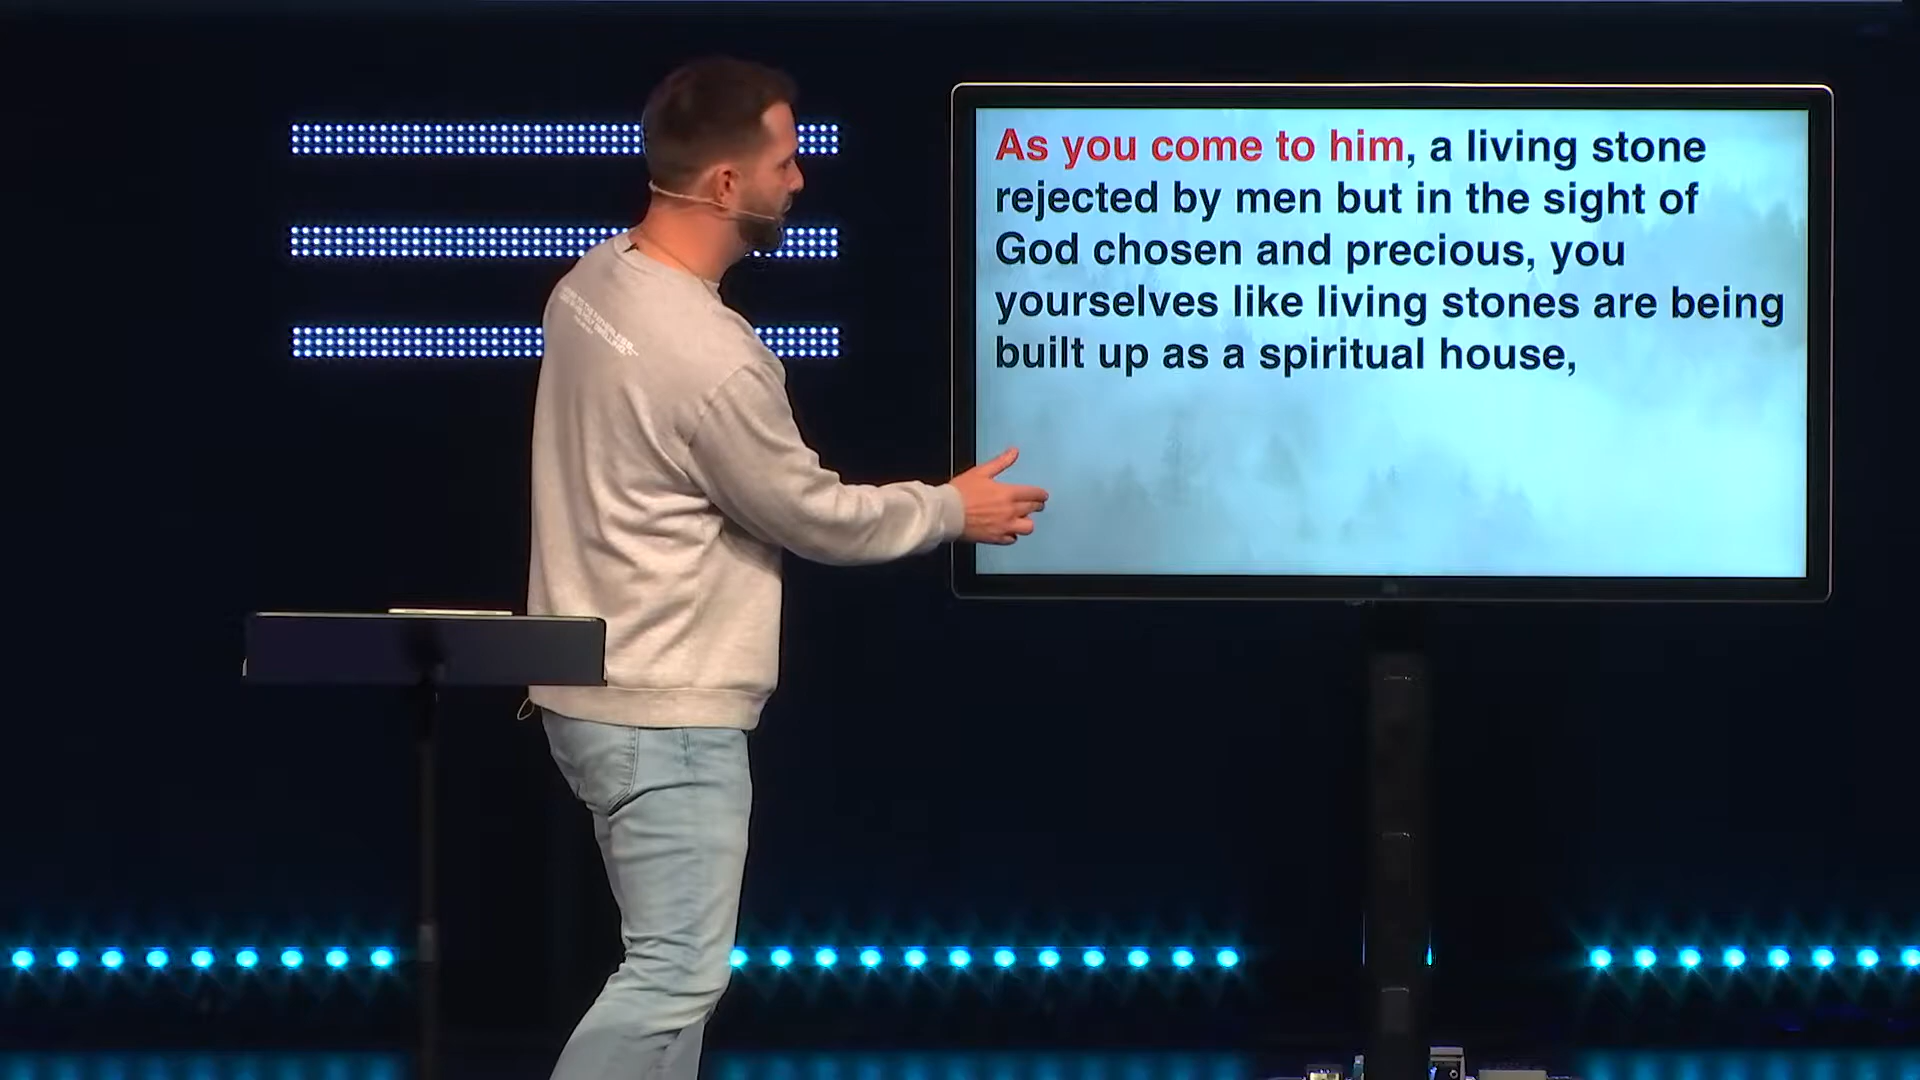 As you come to him, a living stone
rejected by men but in the sight of
God chosen and precious, you
yourselves like living stones are being
built up as a spiritual house,